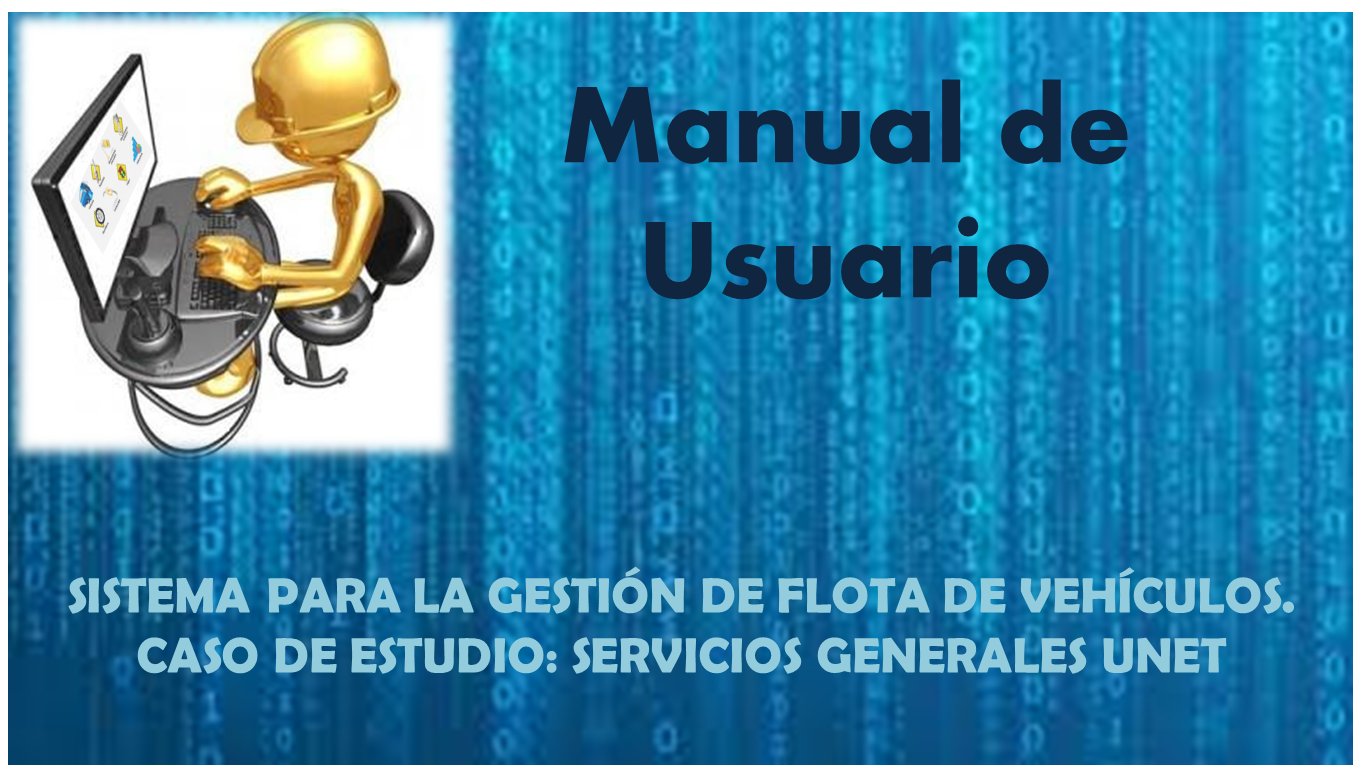 Manual de
Usuario
SISTEMA PARA LA GESTIÓN DE FLOTA DE VEHÍCULOS.
CASO DE ESTUDIO: SERVICIOS GENERALES UNET